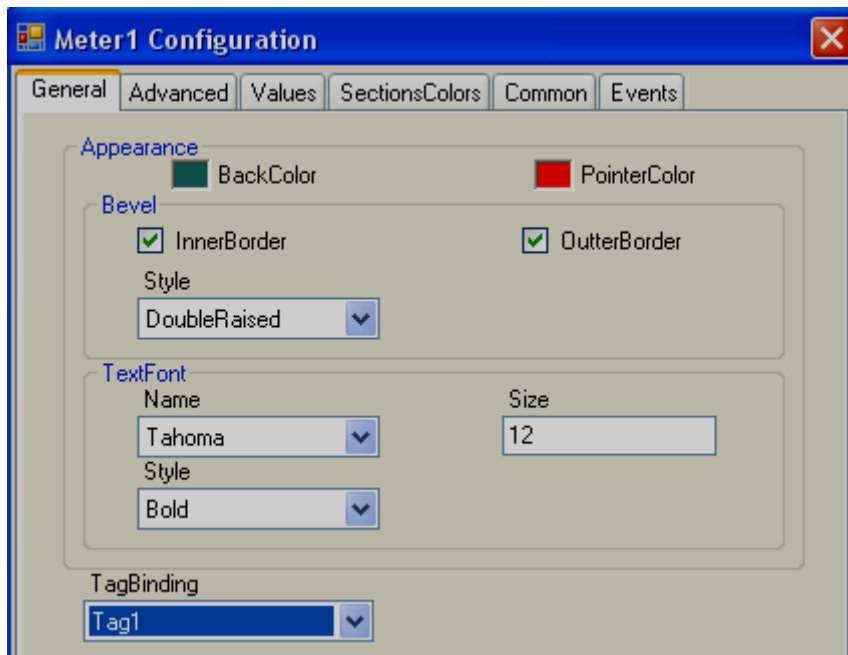 Meter1 Configuration
General Advanced Values SectionsColors Common Events
Appearance
BackColor PointerColor
Bevel
InnerBorder OutterBorder
Style
DoubleRaised
TextFont
Name Size
Tahoma 12
Style
Bold
TagBinding
Tag1